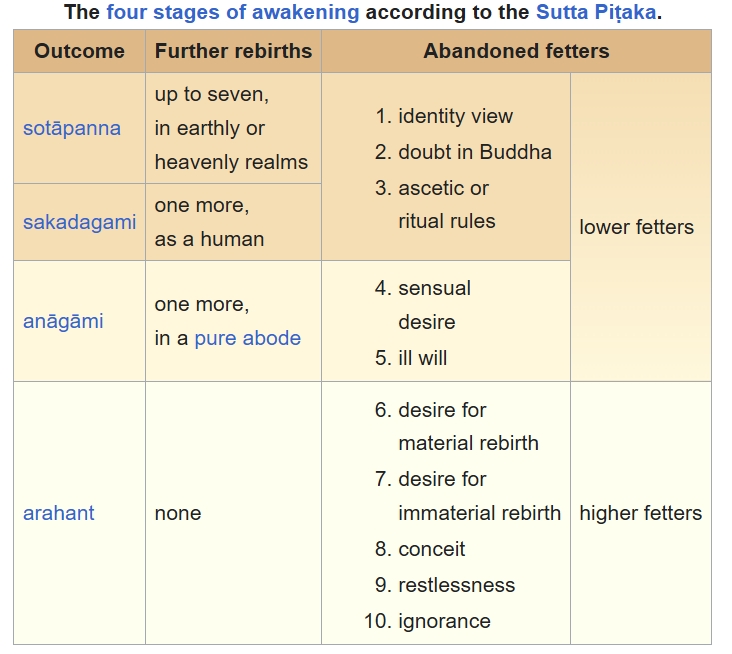 The four stages of awakening according to the Sutta Piṭaka.
Outcome Further rebirths Abandoned fetters
sotāpanna
up to seven,
in earthly or
heavenly realms
1. identity view
2. doubt in Buddha
3. ascetic or
ritual rules
lower fetters
sakadagami
one more,
as a human
anāgāmi
one more,
in a pure abode
4. sensual
desire
5. ill will
arahant
none
6. desire for
material rebirth
7. desire for
immaterial rebirth
8. conceit
9. restlessness
10. ignorance
higher fetters